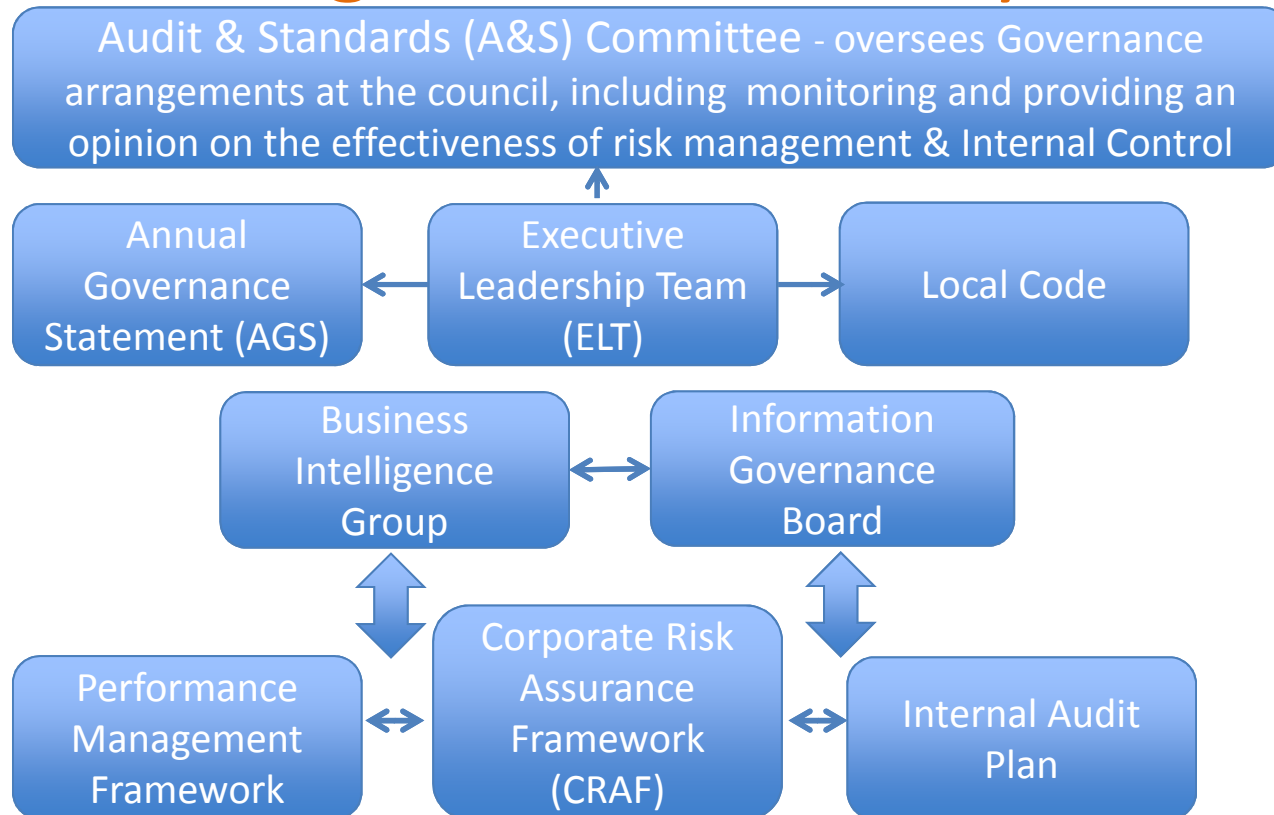 Audit & Standards (A&S) Committee - oversees Governance
arrangements at the council, including monitoring and providing an
opinion on the effectiveness of risk management & Internal Control
Annual
Governance
Statement (AGS)
Executive
Leadership Team
(ELT)
Local Code
Business
Intelligence
Group
Information
Governance
Board
Performance
Management
Framework
Corporate Risk
Assurance
Framework
(CRAF)
Internal Audit
Plan